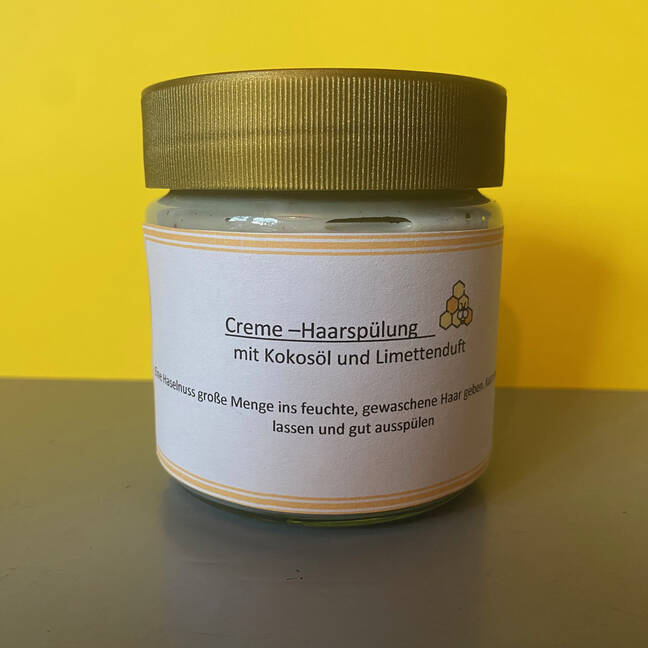 Creme –Haarspülung
mit Kokosöl und Limettenduft
Haselnuss große Menge ins feuchte, gewaschene Haar geben,
lassen und gut ausspülen